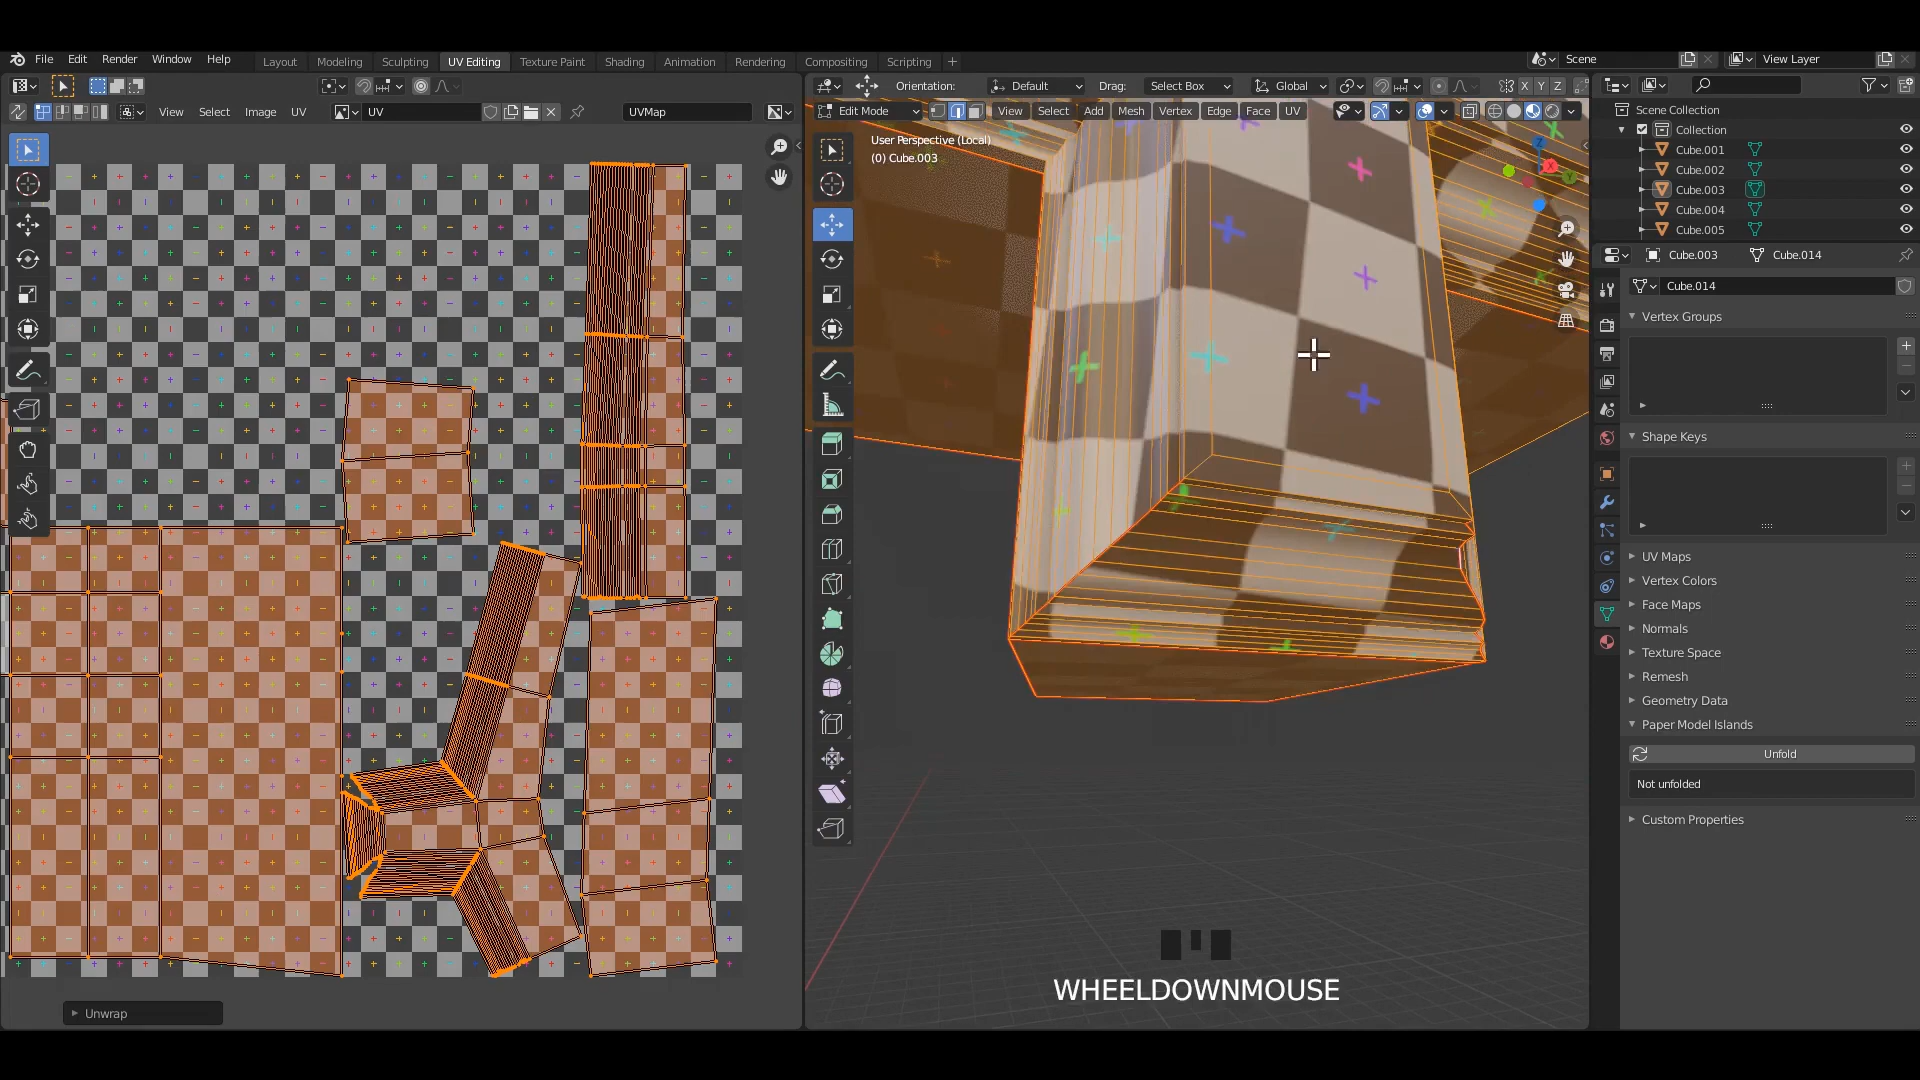 File Edit Render Window Help
Layout Modeling Sculpting UV Editing Texture Paint Shading Animation Rendering Compositing Scripting +
Scene
View Layer
Orientation: Default Drag: Select Box Global X Y Z
View Select Image UV UV UVMap
Edit Mode View Select Add Mesh Vertex Edge Face UV
User Perspective (Local)
(0) Cube.003
Scene Collection
Collection
Cube.001
Cube.002
Cube.003
Cube.004
Cube.005
Cube.003 Cube.014
Cube.014
Vertex Groups
Shape Keys
UV Maps
Vertex Colors
Face Maps
Normals
Texture Space
Remesh
Geometry Data
Paper Model Islands
Unfold
Not unfolded
Custom Properties
WHEELDOWNMOUSE
Unwrap